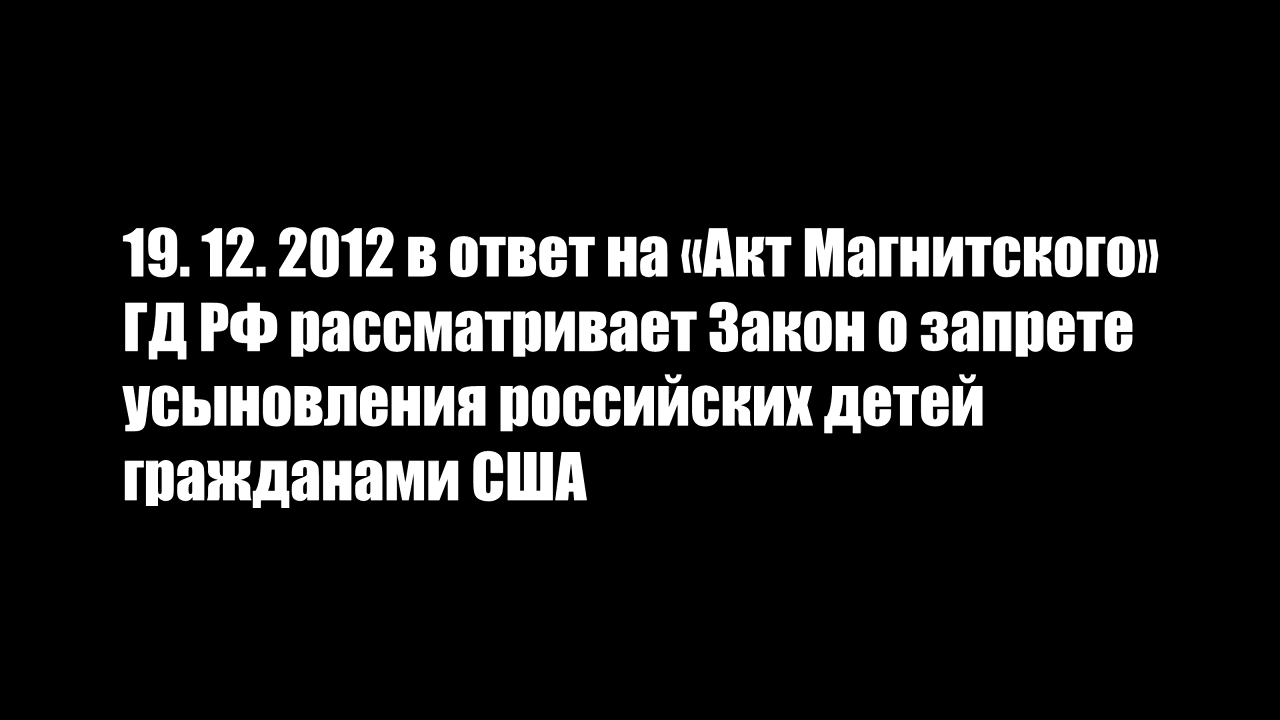 19. 12. 2012 в ответ на «Акт Магнитского»
ГД РФ рассматривает Закон о запрете
усыновления российских детей
гражданами США